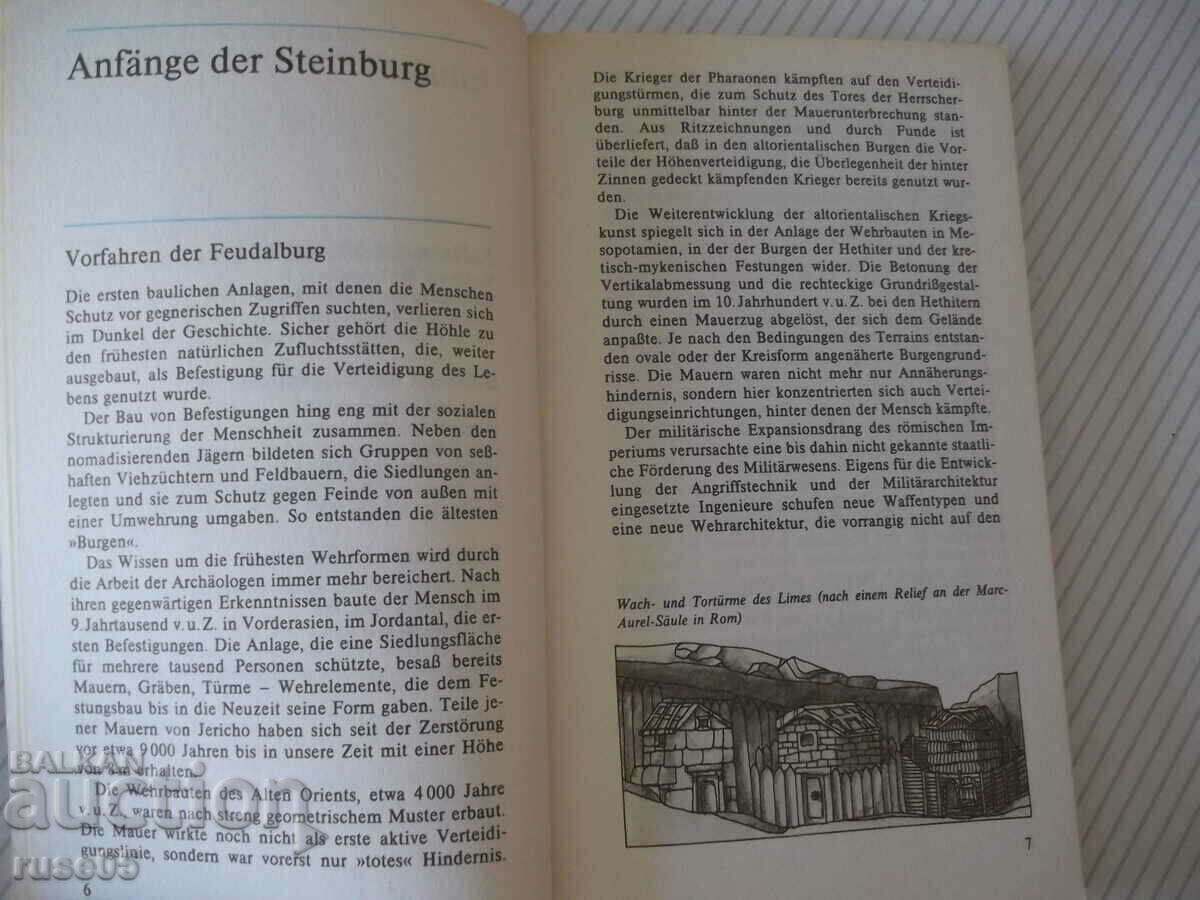 Anfänge der Steinburg
Vorfahren der Feudalburg
Die ersten baulichen Anlagen, mit denen die Menschen
Schutz vor gegnerischen Zugriffen suchten, verlieren sich
im Dunkel der Geschichte. Sicher gehört die Höhle zu
den frühesten natürlichen Zufluchtsstätten, die, weiter
ausgebaut, als Befestigung für die Verteidigung des Le-
bens genutzt wurde.
Der Bau von Befestigungen hing eng mit der sozialen
Strukturierung der Menschheit zusammen. Neben den
nomadisierenden Jägern bildeten sich Gruppen von seß-
haften Viehzüchtern und Feldbauern, die Siedlungen an-
legten und sie zum Schutz gegen Feinde von außen mit
einer Umwehrung umgaben. So entstanden die ältesten
»Burgen«.
Das Wissen um die frühesten Wehrformen wird durch
die Arbeit der Archäologen immer mehr bereichert. Nach
ihren gegenwärtigen Erkenntnissen baute der Mensch im
9. Jahrtausend v. u. Z. in Vorderasien, im Jordantal, die er-
sten Befestigungen. Die Anlage, die eine Siedlungsfläche
für mehrere tausend Personen schützte, besaß bereits
Mauern, Gräben, Türme – Wehrelemente, die dem Fe-
stungsbau bis in die Neuzeit seine Form gaben. Teile je-
ner Mauern von Jericho haben sich seit der Zerstörung
vor etwa 9000 Jahren bis in unsere Zeit mit einer Höhe
von 8 m erhalten.
Die Wehrbauten des Alten Orients, etwa 4000 Jahre
v. u. Z., waren nach streng geometrischem Muster erbaut.
Die Mauer wirkte noch nicht als erste aktive Verteidi-
gungslinie, sondern war vorerst nur »totes« Hindernis.
6
Die Krieger der Pharaonen kämpften auf den Verteidi-
gungstürmen, die zum Schutz des Tores der Herrscher-
burg unmittelbar hinter der Mauerunterbrechung stan-
den. Aus Ritzzeichnungen und durch Funde ist
überliefert, daß in den altorientalischen Burgen die Vor-
teile der Höhenverteidigung, die Überlegenheit der hinter
Zinnen gedeckt kämpfenden Krieger bereits genutzt wur-
den.
Die Weiterentwicklung der altorientalischen Kriegs-
kunst spiegelt sich in der Anlage der Wehrbauten in Me-
sopotamien, in der der Burgen der Hethiter und der kre-
tisch-mykenischen Festungen wider. Die Betonung der
Vertikalabmessung und die rechteckige Grundrißgestal-
tung wurden im 10. Jahrhundert v. u. Z. bei den Hethitern
durch einen Mauerzug abgelöst, der sich dem Gelände
anpaßte. Je nach den Bedingungen des Terrains entstan-
den ovale oder der Kreisform angenäherte Burgengrund-
risse. Die Mauern waren nicht mehr nur Annäherungs-
hindernis, sondern hier konzentrierten sich auch Vertei-
digungseinrichtungen, hinter denen der Mensch kämpfte.
Der militärische Expansionsdrang des römischen Im-
periums verursachte eine bis dahin nicht gekannte staatli-
che Förderung des Militärwesens. Eigens für die Entwick-
lung der Angriffstechnik und der Militärarchitektur
eingesetzte Ingenieure schufen neue Waffentypen und
eine neue Wehrarchitektur, die vorrangig nicht auf den
Wach- und Tortürme des Limes (nach einem Relief an der Marc-
Aurel-Säule in Rom)
7
BALKAN
auction
ruse05